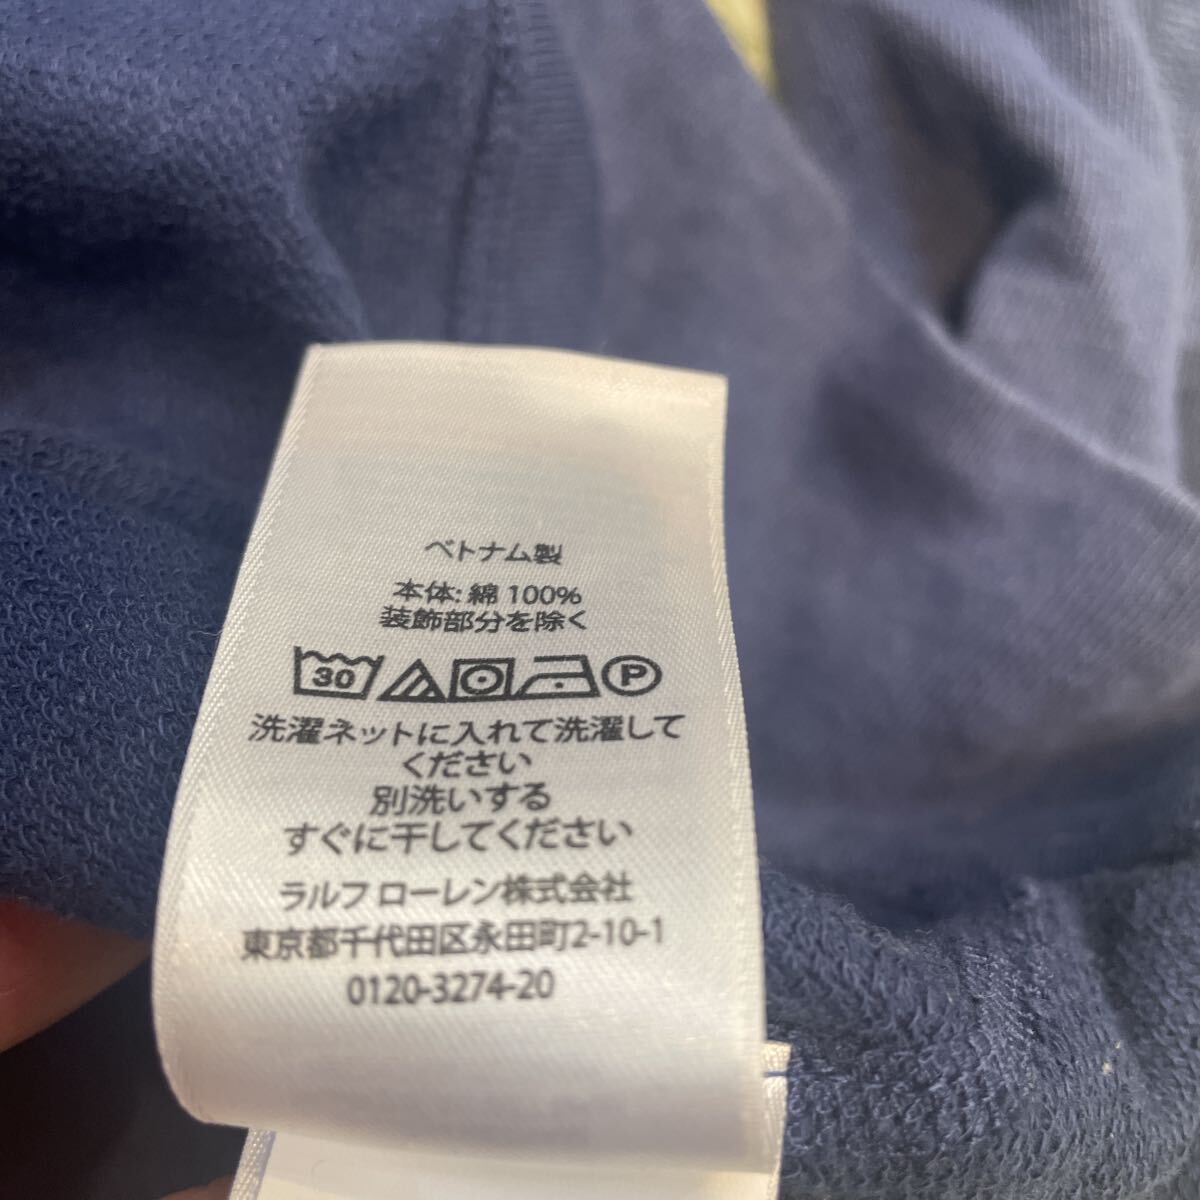 ベトナム製
本体: 綿 100%
装飾部分を除く
30 P
洗濯ネットに入れて洗濯して
ください
別洗いする
すぐに干してください
ラルフ ローレン株式会社
東京都千代田区永田町2-10-1
0120-3274-20